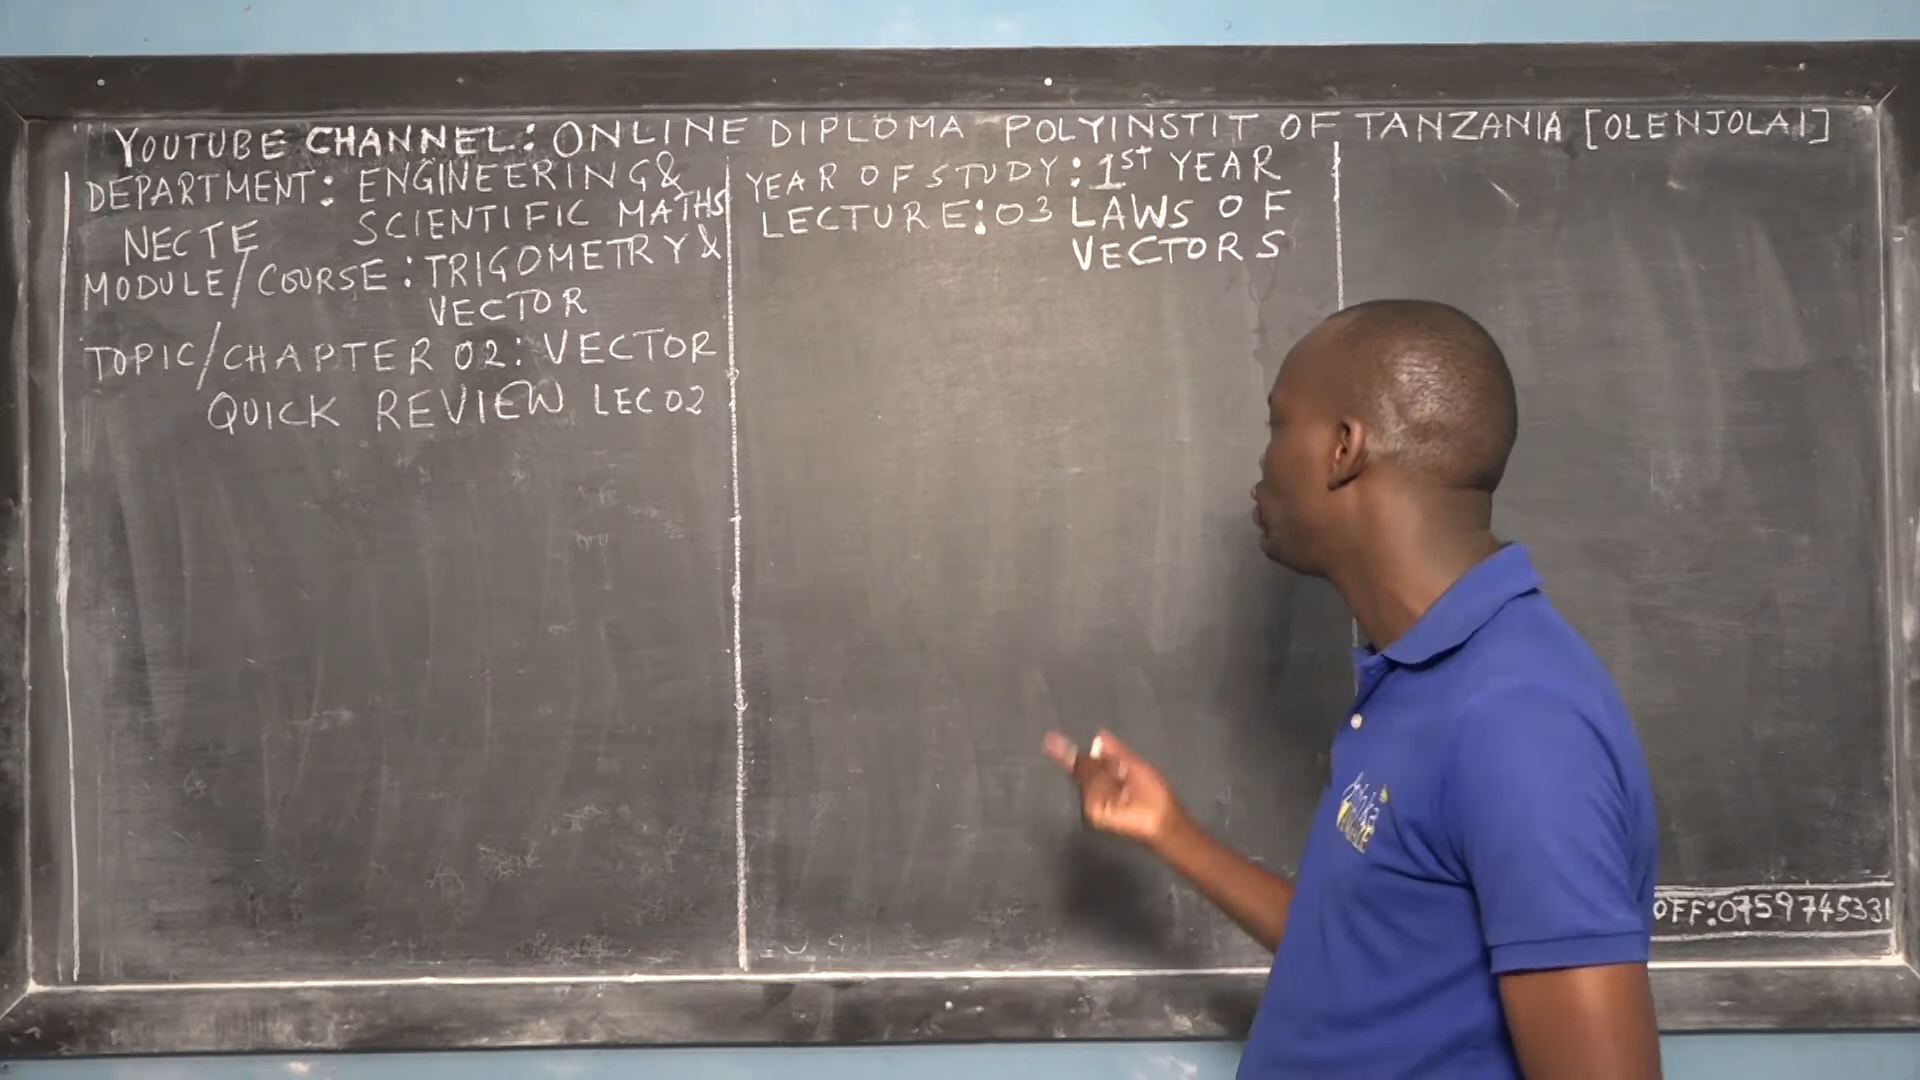 YOUTUBE CHANNEL: ONLINE DIPLOMA POLYINSTIT OF TANZANIA [OLENJOLAI]
DEPARTMENT: ENGINEERING &
SCIENTIFIC MATHS
NECTE
MODULE/COURSE: TRIGOMETRY &
VECTOR
TOPIC/CHAPTER 02: VECTOR
QUICK REVIEW LEC 02
YEAR OF STUDY: 1ST YEAR
LECTURE: 03 LAWS OF
VECTORS
OFF: 0759745331